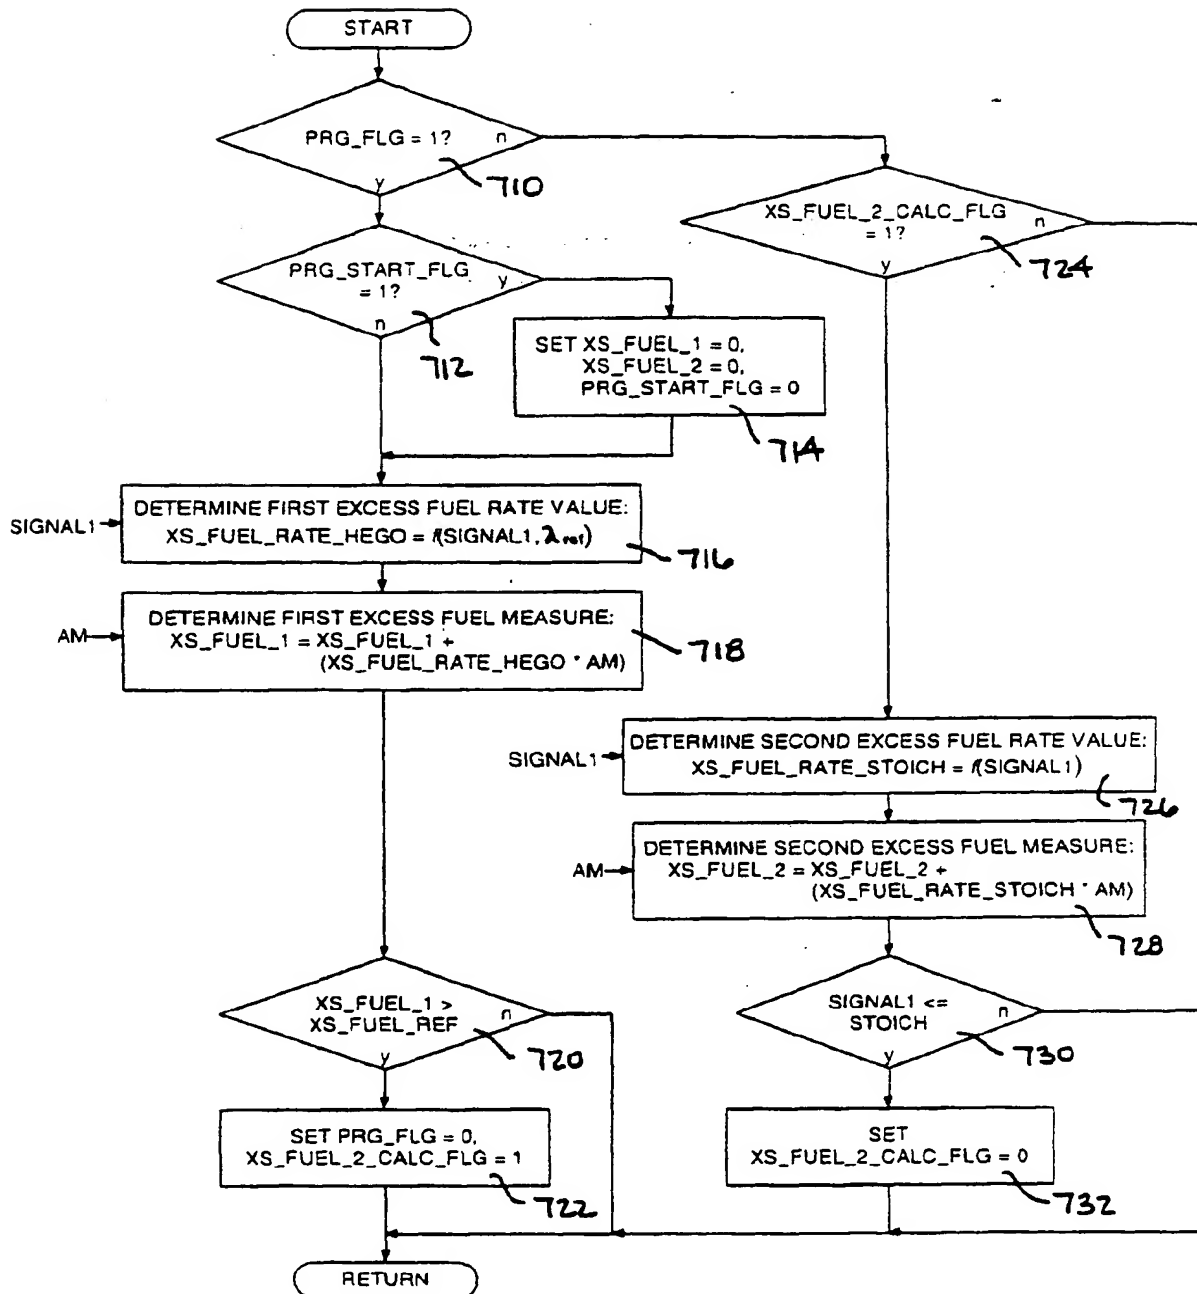 START
PRG_FLG = 1?
n
y
710
XS_FUEL_2_CALC_FLG
= 1?
n
y
724
PRG_START_FLG
= 1?
y
n
712
SET XS_FUEL_1 = 0,
XS_FUEL_2 = 0,
PRG_START_FLG = 0
714
SIGNAL1
DETERMINE FIRST EXCESS FUEL RATE VALUE:
XS_FUEL_RATE_HEGO = f(SIGNAL1, λref)
716
AM
DETERMINE FIRST EXCESS FUEL MEASURE:
XS_FUEL_1 = XS_FUEL_1 +
(XS_FUEL_RATE_HEGO * AM)
718
SIGNAL1
DETERMINE SECOND EXCESS FUEL RATE VALUE:
XS_FUEL_RATE_STOICH = f(SIGNAL1)
726
AM
DETERMINE SECOND EXCESS FUEL MEASURE:
XS_FUEL_2 = XS_FUEL_2 +
(XS_FUEL_RATE_STOICH * AM)
728
XS_FUEL_1 >
XS_FUEL_REF
n
y
720
SIGNAL1 <=
STOICH
n
y
730
SET PRG_FLG = 0,
XS_FUEL_2_CALC_FLG = 1
722
SET
XS_FUEL_2_CALC_FLG = 0
732
RETURN